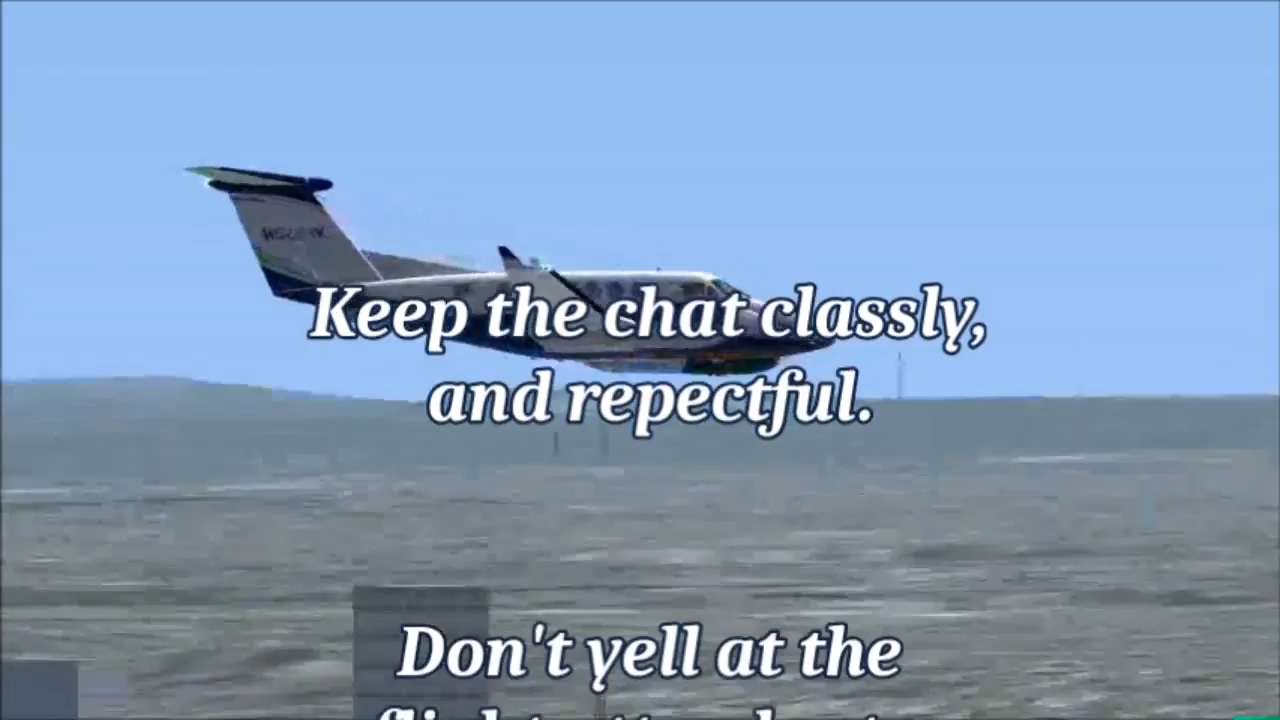 Keep the chat classly,
and repectful.
Don't yell at the